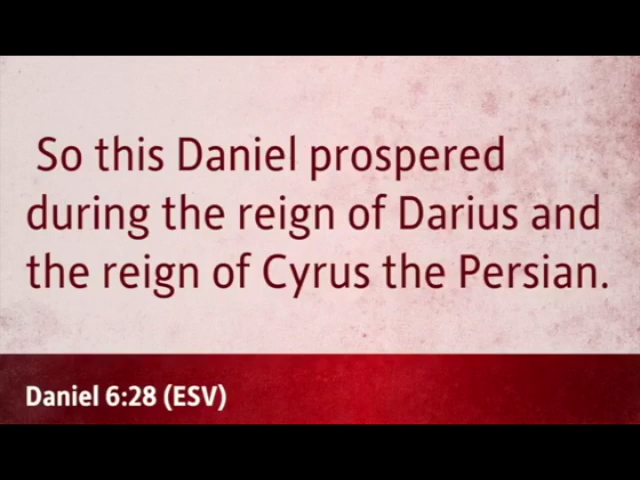 So this Daniel prospered
during the reign of Darius and
the reign of Cyrus the Persian.
Daniel 6:28 (ESV)